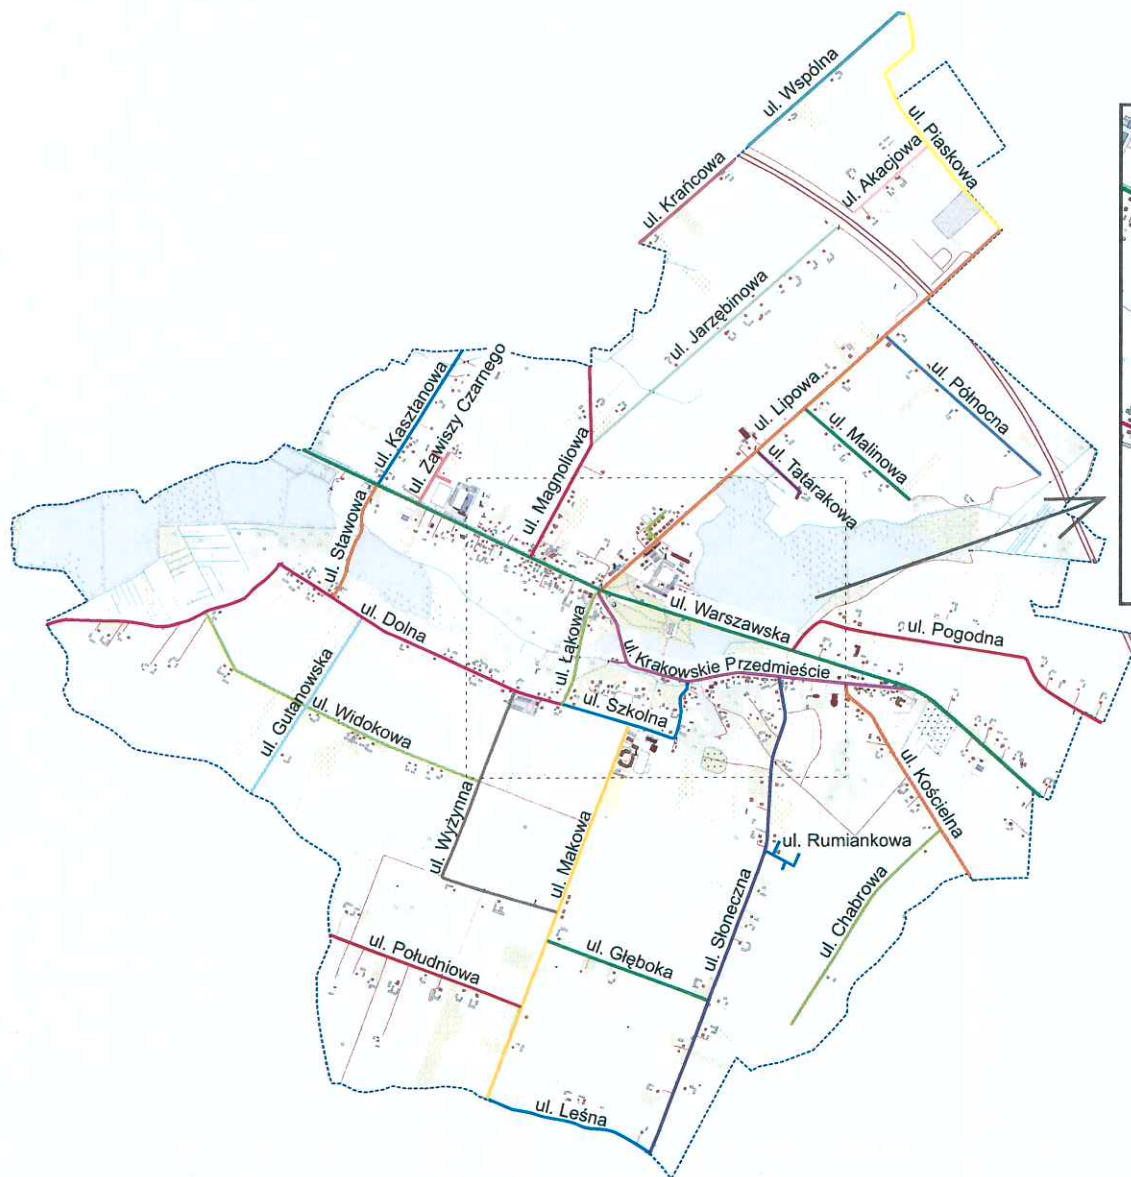 ul. Wspólna
ul. Piaskowa
ul. Akacjowa
ul. Krańcowa
ul. Jarzębinowa
ul. Kasztanowa
ul. Zawiszy Czarnego
ul. Magnoliowa
ul. Lipowa
ul. Północna
ul. Malinowa
ul. Tatarakowa
ul. Stawowa
ul. Dolna
ul. Łąkowa
ul. Warszawska
ul. Pogodna
ul. Krakowskie Przedmieście
ul. Gutanowska
ul. Widokowa
ul. Szkolna
ul. Kościelna
ul. Wyżynna
ul. Makowa
ul. Rumiankowa
ul. Chabrowa
ul. Słoneczna
ul. Południowa
ul. Głęboka
ul. Leśna